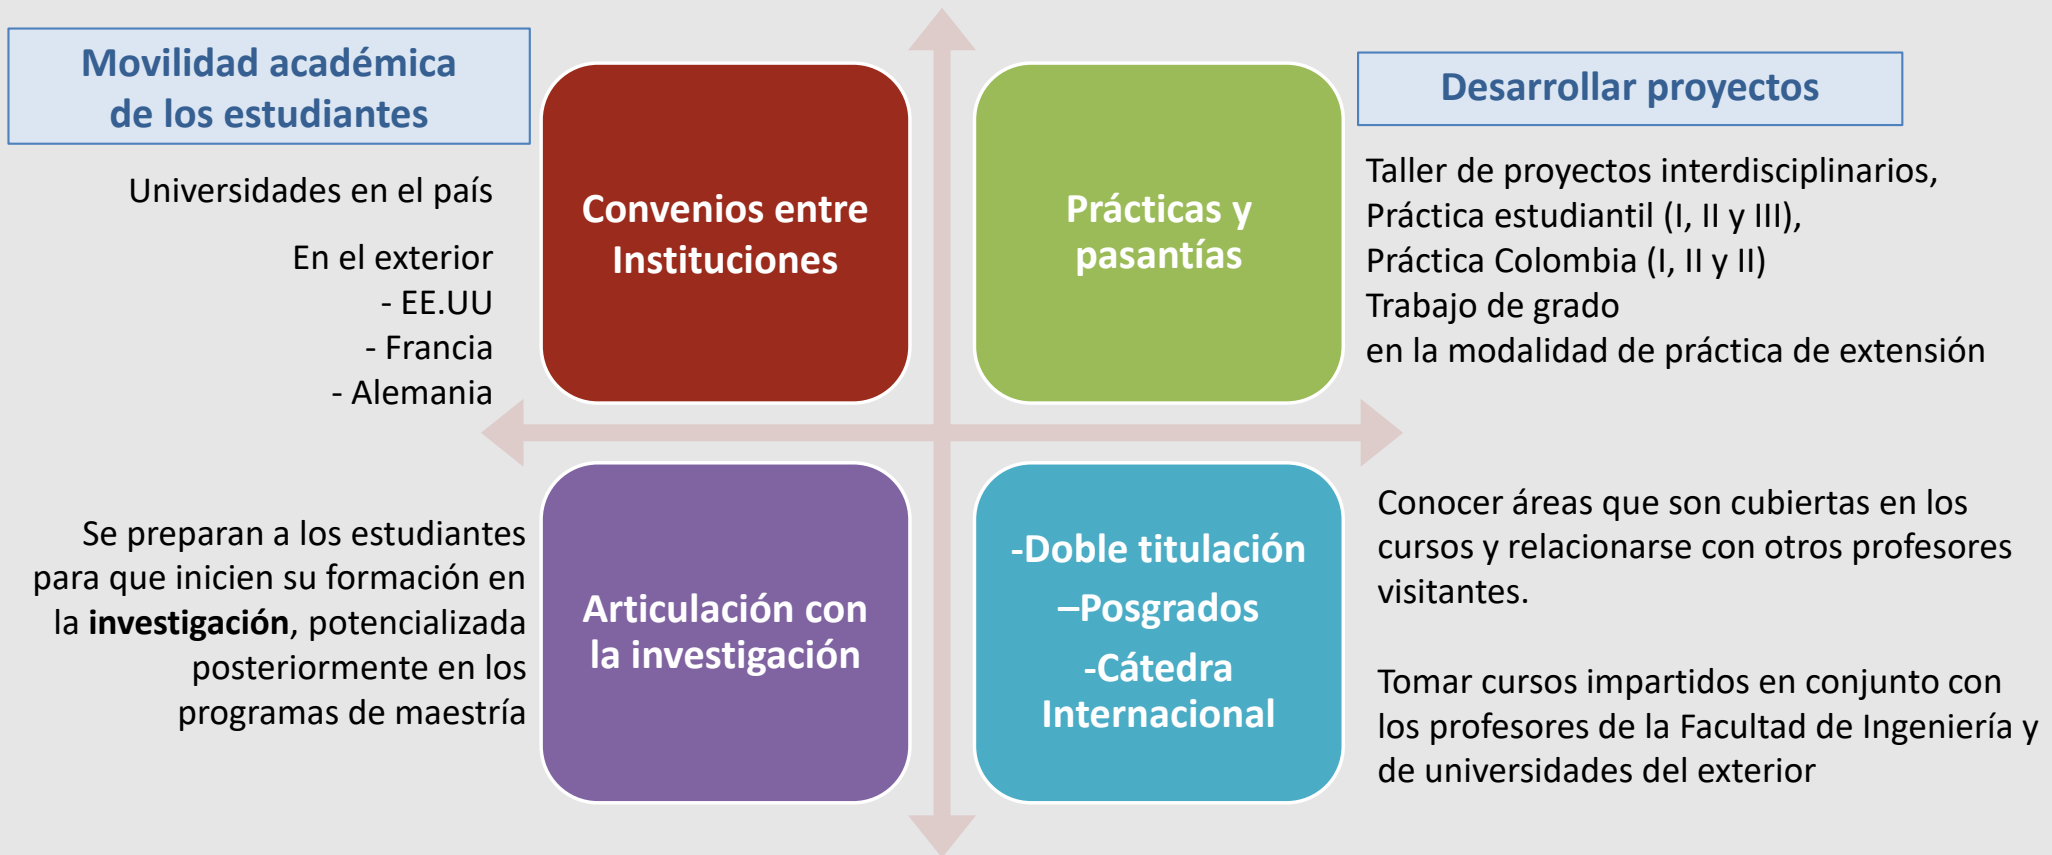 Movilidad académica
de los estudiantes
Universidades en el país
En el exterior
- EE.UU
- Francia
- Alemania
Convenios entre
Instituciones
Prácticas y
pasantías
Desarrollar proyectos
Taller de proyectos interdisciplinarios,
Práctica estudiantil (I, II y III),
Práctica Colombia (I, II y II)
Trabajo de grado
en la modalidad de práctica de extensión
Se preparan a los estudiantes
para que inicien su formación en
la investigación, potencializada
posteriormente en los
programas de maestría
Articulación con
la investigación
-Doble titulación
–Posgrados
-Cátedra
Internacional
Conocer áreas que son cubiertas en los
cursos y relacionarse con otros profesores
visitantes.
Tomar cursos impartidos en conjunto con
los profesores de la Facultad de Ingeniería y
de universidades del exterior